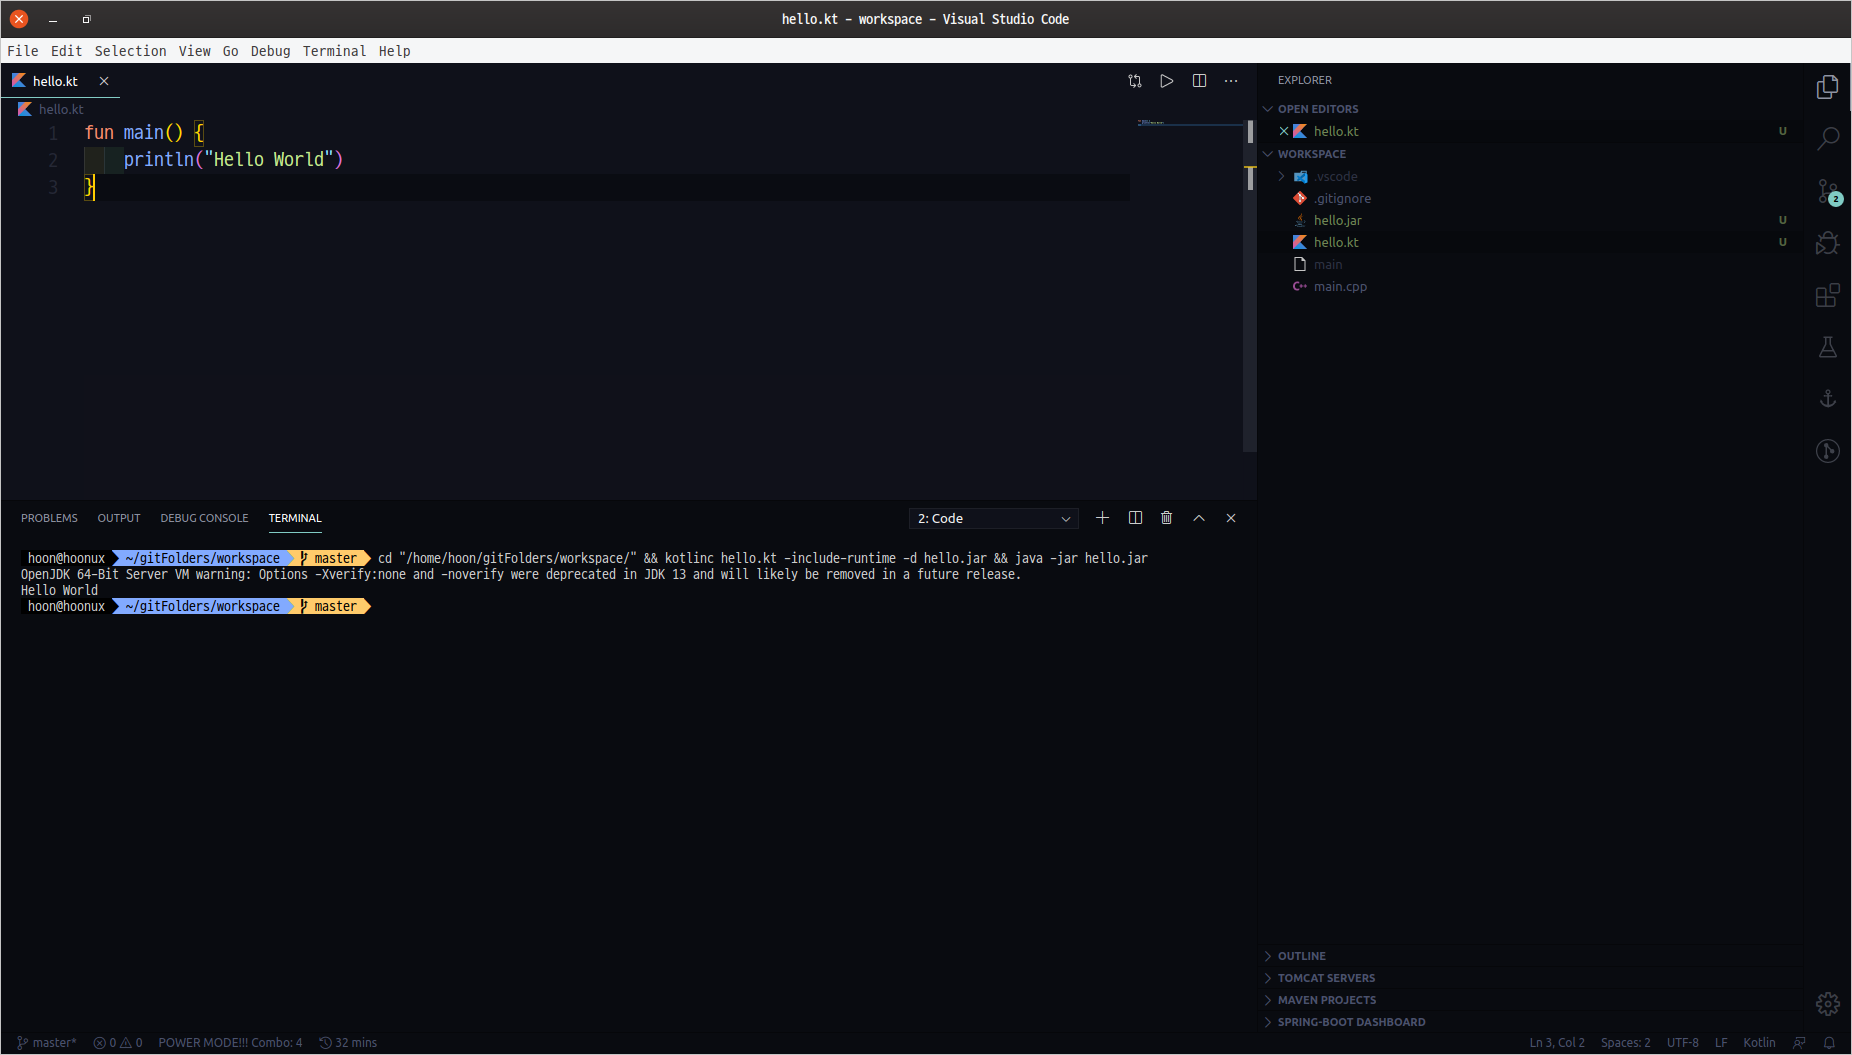 hello.kt - workspace - Visual Studio Code
File Edit Selection View Go Debug Terminal Help
hello.kt
hello.kt
1 fun main() {
2 println("Hello World")
3 }
PROBLEMS OUTPUT DEBUG CONSOLE TERMINAL
2: Code
hoon@hoonux ~/gitFolders/workspace master cd "/home/hoon/gitFolders/workspace/" && kotlinc hello.kt -include-runtime -d hello.jar && java -jar hello.jar
OpenJDK 64-Bit Server VM warning: Options -Xverify:none and -noverify were deprecated in JDK 13 and will likely be removed in a future release.
Hello World
hoon@hoonux ~/gitFolders/workspace master
EXPLORER
OPEN EDITORS
hello.kt U
WORKSPACE
.vscode
.gitignore
hello.jar U
hello.kt U
main
C++ main.cpp
2
OUTLINE
TOMCAT SERVERS
MAVEN PROJECTS
SPRING-BOOT DASHBOARD
master* 0 0 POWER MODE!!! Combo: 4 32 mins
Ln 3, Col 2 Spaces: 2 UTF-8 LF Kotlin